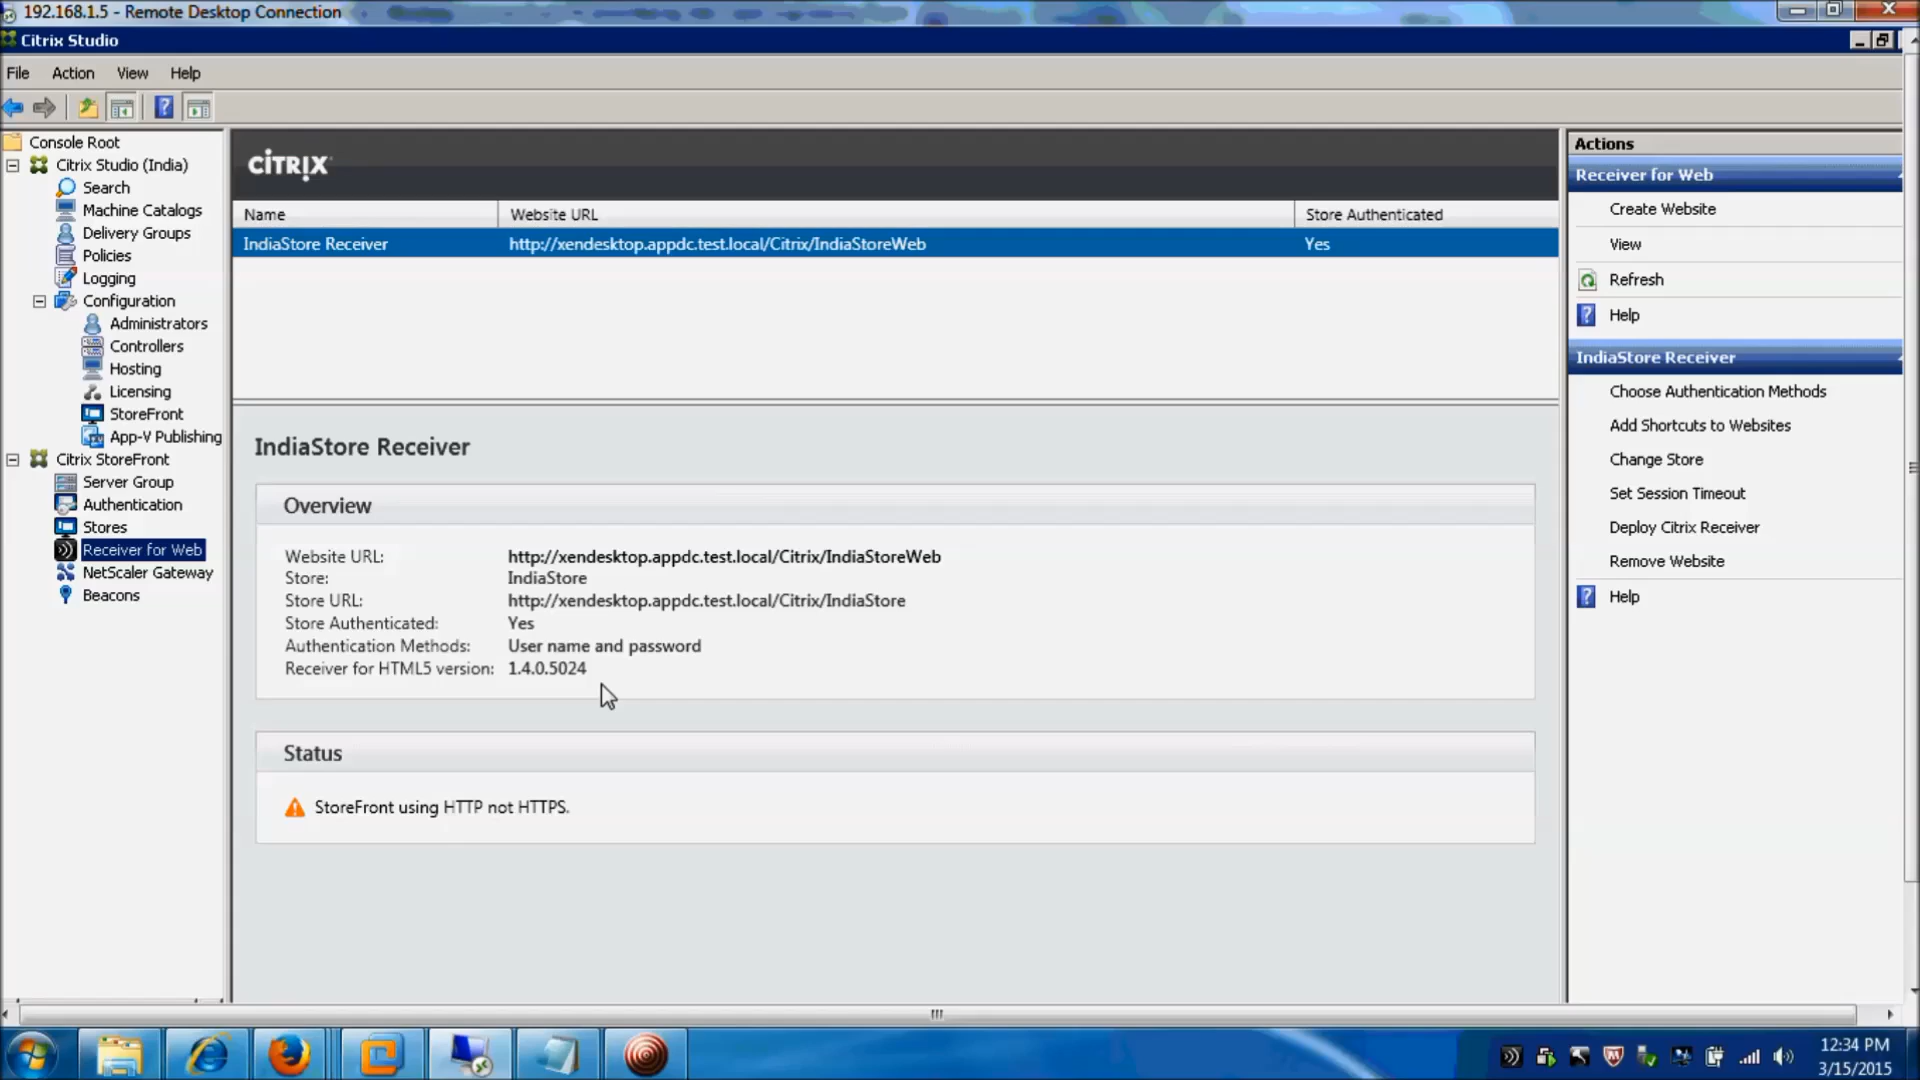 192.168.1.5 - Remote Desktop Connection
Citrix Studio
File Action View Help
Console Root
Citrix Studio (India)
Search
Machine Catalogs
Delivery Groups
Policies
Logging
Configuration
Administrators
Controllers
Hosting
Licensing
StoreFront
App-V Publishing
Citrix StoreFront
Server Group
Authentication
Stores
Receiver for Web
NetScaler Gateway
Beacons
CİTRIX
Name Website URL Store Authenticated
IndiaStore Receiver http://xendesktop.appdc.test.local/Citrix/IndiaStoreWeb Yes
IndiaStore Receiver
Overview
Website URL: http://xendesktop.appdc.test.local/Citrix/IndiaStoreWeb
Store: IndiaStore
Store URL: http://xendesktop.appdc.test.local/Citrix/IndiaStore
Store Authenticated: Yes
Authentication Methods: User name and password
Receiver for HTML5 version: 1.4.0.5024
Status
StoreFront using HTTP not HTTPS.
Actions
Receiver for Web
Create Website
View
Refresh
Help
IndiaStore Receiver
Choose Authentication Methods
Add Shortcuts to Websites
Change Store
Set Session Timeout
Deploy Citrix Receiver
Remove Website
Help
12:34 PM
3/15/2015